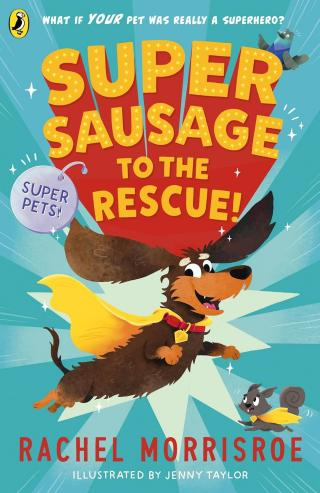 WHAT IF YOUR PET WAS REALLY A SUPERHERO?
SUPER
SAUSAGE
TO THE
RESCUE!
SUPER
PETS!
RACHEL MORRISROE
ILLUSTRATED BY JENNY TAYLOR